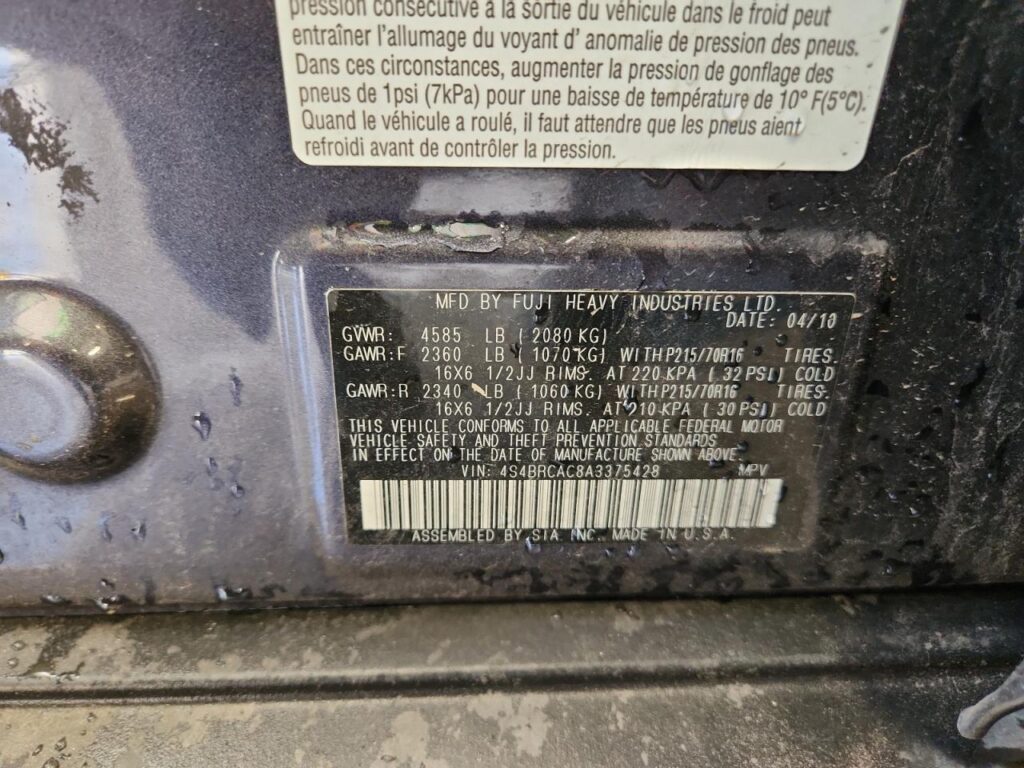 pression consécutive à la sortie du véhicule dans le froid peut
entraîner l'allumage du voyant d' anomalie de pression des pneus.
Dans ces circonstances, augmenter la pression de gonflage des
pneus de 1psi (7kPa) pour une baisse de température de 10° F(5°C).
Quand le véhicule a roulé, il faut attendre que les pneus aient
refroidi avant de contrôler la pression.
MFD BY FUJI HEAVY INDUSTRIES LTD.
DATE: 04/10
GVWR: 4585 LB ( 2080 KG)
GAWR: F 2360 LB ( 1070 KG) WITH P215/70R16 TIRES.
16X6 1/2JJ RIMS. AT 220 KPA ( 32 PSI) COLD
GAWR: R 2340 LB ( 1060 KG) WITH P215/70R16 TIRES.
16X6 1/2JJ RIMS. AT 210 KPA ( 30 PSI) COLD
THIS VEHICLE CONFORMS TO ALL APPLICABLE FEDERAL MOTOR
VEHICLE SAFETY AND THEFT PREVENTION STANDARDS
IN EFFECT ON THE DATE OF MANUFACTURE SHOWN ABOVE.
VIN: 4S4BRCAC8A3375428 MPV
ASSEMBLED BY SIA INC. MADE IN U.S.A.